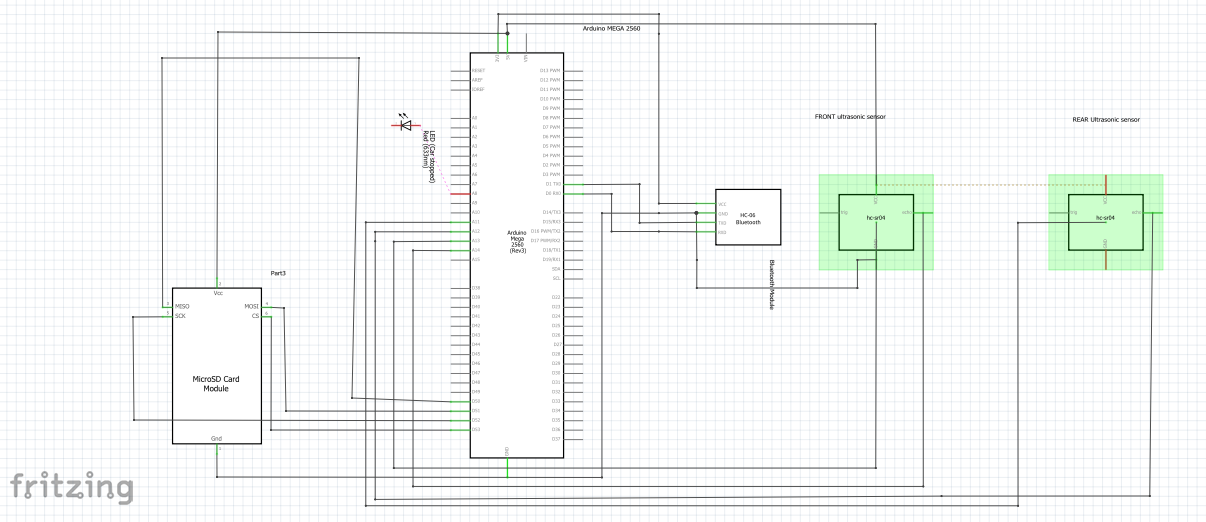 Arduino MEGA 2560
3V3
5V
VIN
RESET
AREF
IOREF
A0
A1
A2
A3
A4
A5
A6
A7
A8
A9
A10
A11
A12
A13
A14
A15
D38
D39
D40
D41
D42
D43
D44
D45
D46
D47
D48
D49
D50
D51
D52
D53
D13 PWM
D12 PWM
D11 PWM
D10 PWM
D9 PWM
D8 PWM
D7 PWM
D6 PWM
D5 PWM
D4 PWM
D3 PWM
D2 PWM
D1 TX0
D0 RX0
D14/TX3
D15/RX3
D16 PWM/TX2
D17 PWM/RX2
D18/TX1
D19/RX1
SDA
SCL
D22
D23
D24
D25
D26
D27
D28
D29
D30
D31
D32
D33
D34
D35
D36
D37
Arduino
Mega
2560
(Rev3)
GND
LED (Car stopped)
Red (633nm)
Part3
Vcc
MISO
SCK
MOSI
CS
MicroSD Card
Module
Gnd
VCC
GND
TXD
RXD
HC-06
Bluetooth
Bluetooth Module
FRONT ultrasonic sensor
VCC
trig
echo
hc-sr04
GND
REAR Ultrasonic sensor
VCC
trig
echo
hc-sr04
GND
fritzing